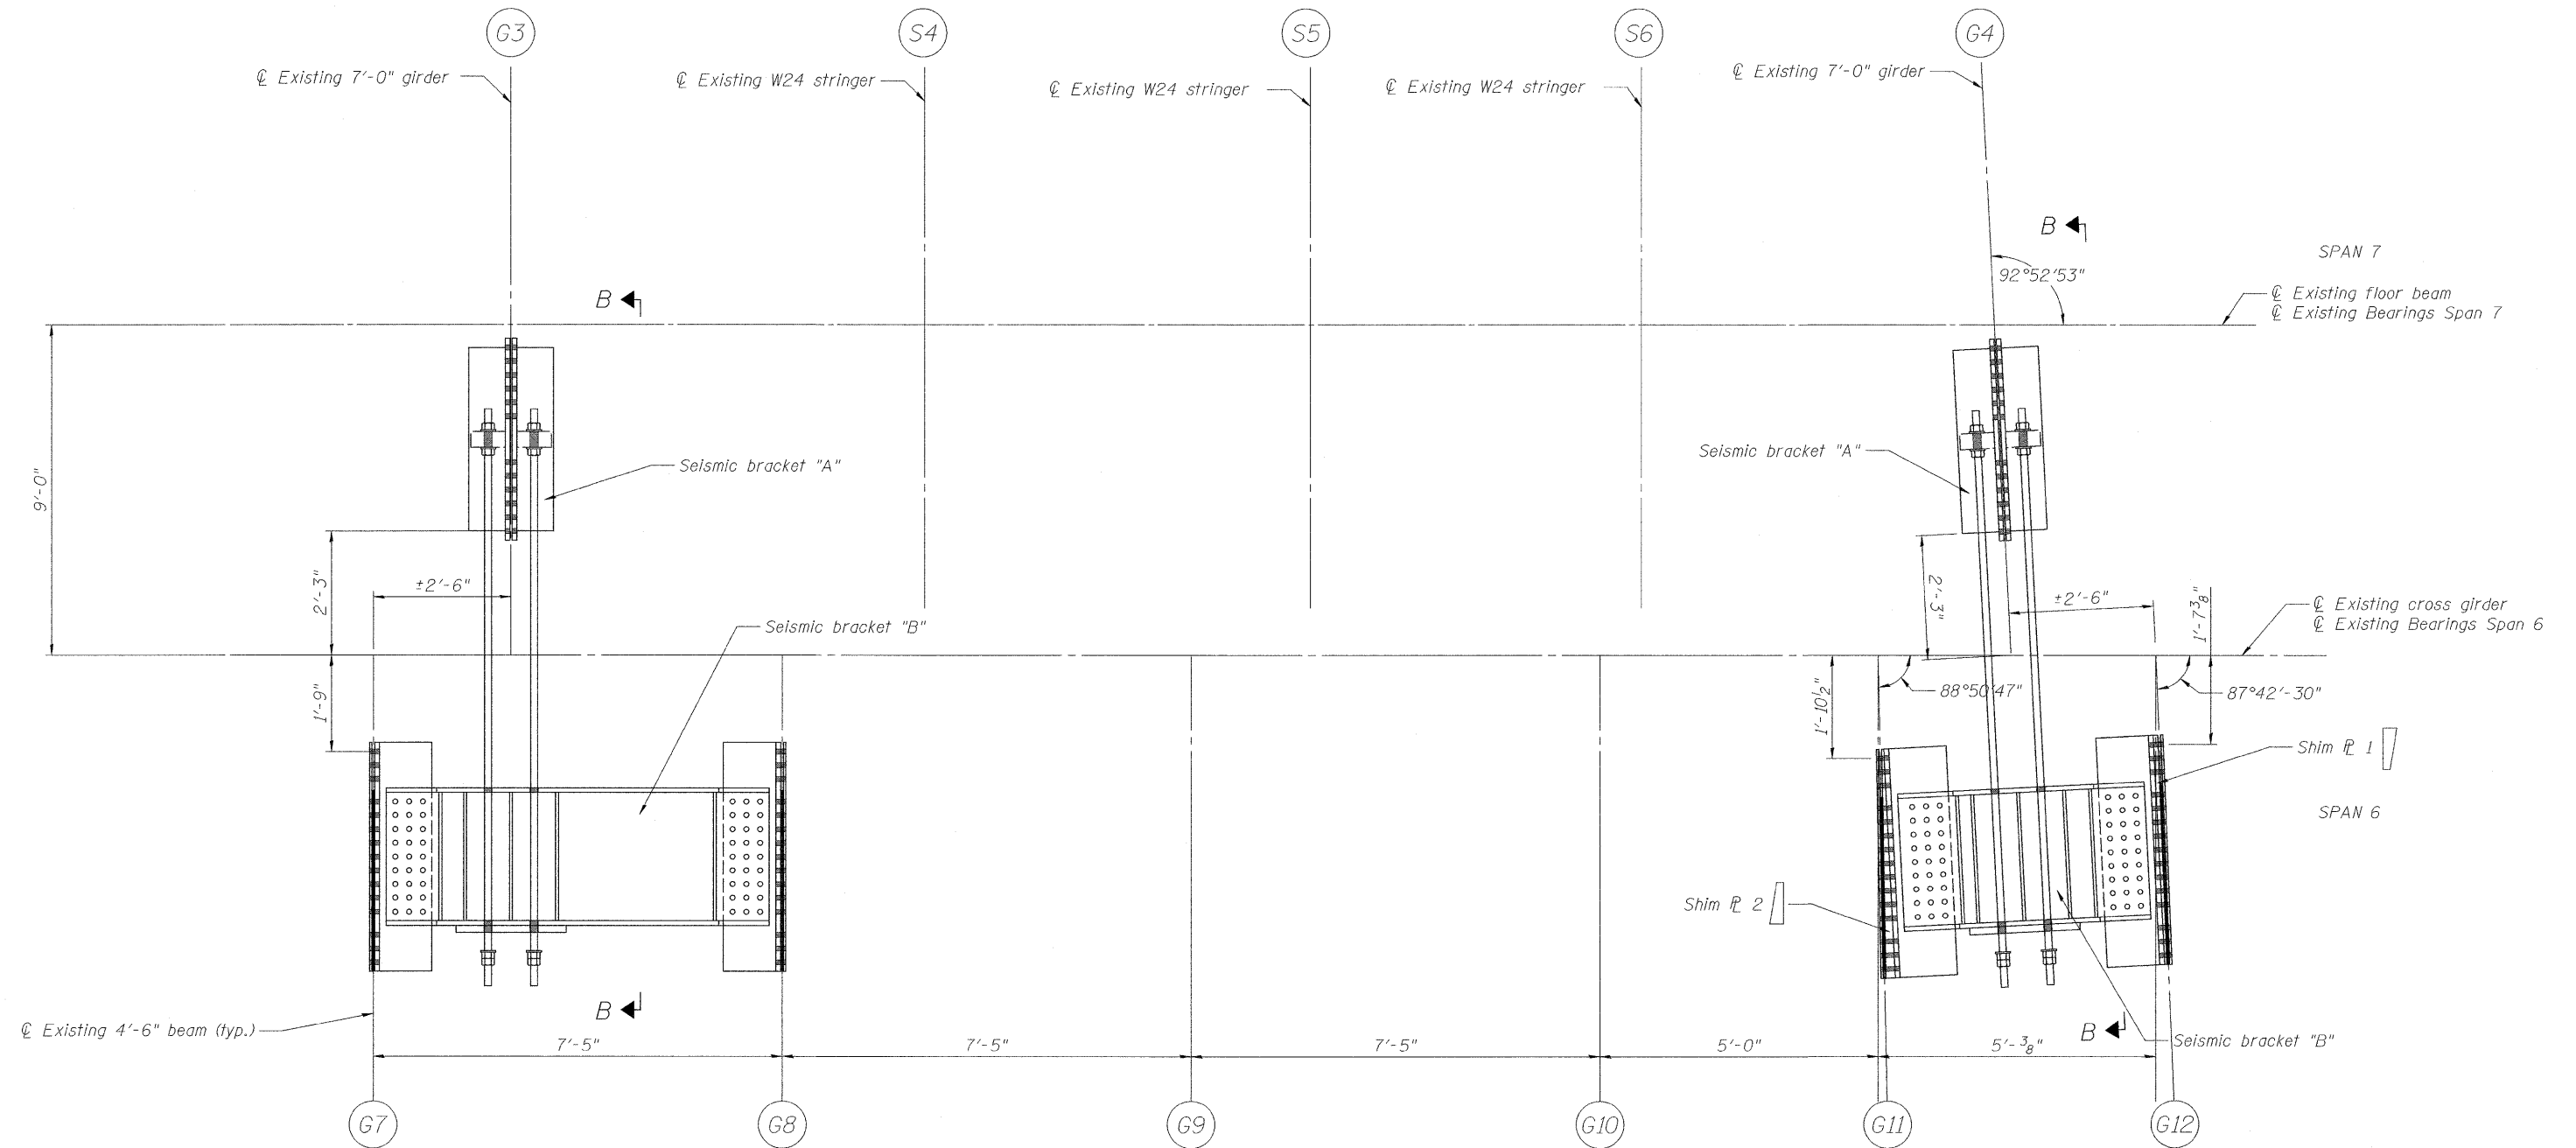 G3
S4
S5
S6
G4
℄ Existing 7'-0" girder
℄ Existing W24 stringer
℄ Existing W24 stringer
℄ Existing W24 stringer
℄ Existing 7'-0" girder
B
SPAN 7
92°52'53"
B
℄ Existing floor beam
℄ Existing Bearings Span 7
Seismic bracket "A"
Seismic bracket "A"
9'-0"
2'-3"
±2'-6"
2'-3"
±2'-6"
1'-7 3/8"
℄ Existing cross girder
℄ Existing Bearings Span 6
Seismic bracket "B"
1'-9"
1'-10 1/2"
88°50'47"
87°42'-30"
Shim ℙL 1
SPAN 6
Shim ℙL 2
B
℄ Existing 4'-6" beam (typ.)
B
Seismic bracket "B"
7'-5"
7'-5"
7'-5"
5'-0"
5'-3/8"
G7
G8
G9
G10
G11
G12